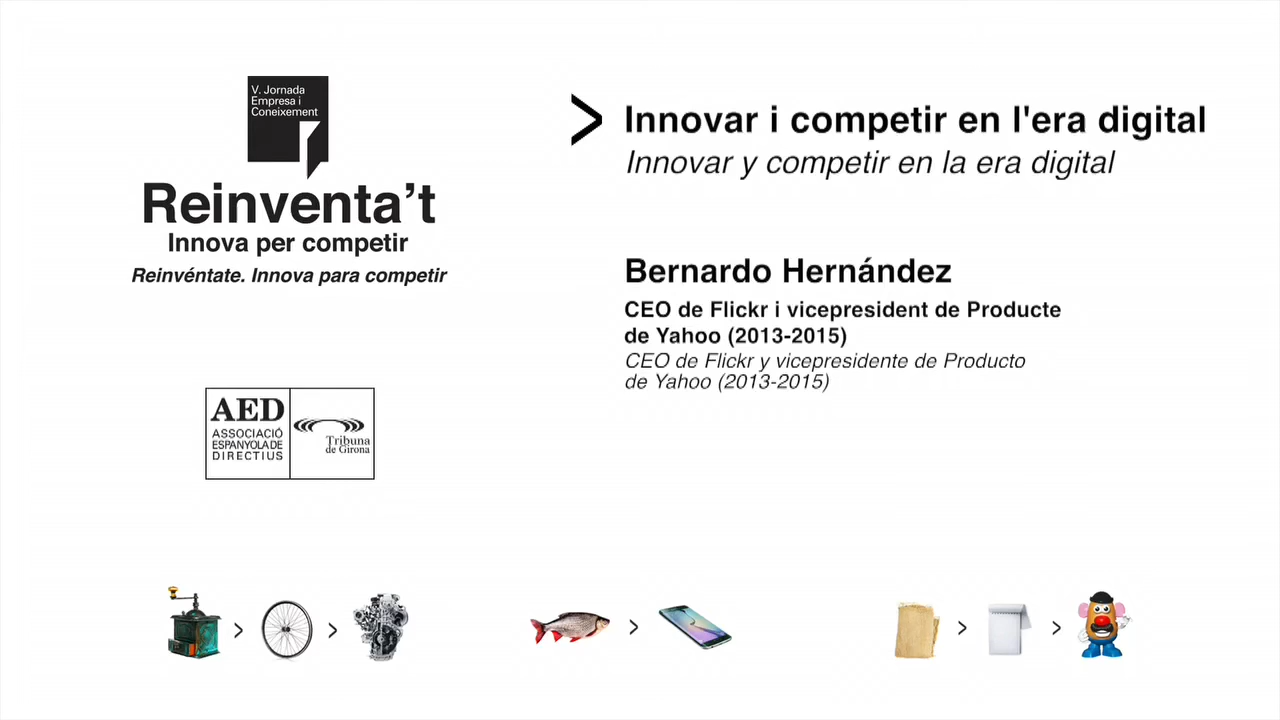 V. Jornada
Empresa i
Coneixement
Reinventa't
Innova per competir
Reinvéntate. Innova para competir
AED
ASSOCIACIÓ
ESPANYOLA DE
DIRECTIUS
Tribuna
de Girona
> Innovar i competir en l'era digital
Innovar y competir en la era digital
Bernardo Hernández
CEO de Flickr i vicepresident de Producte
de Yahoo (2013-2015)
CEO de Flickr y vicepresidente de Producto
de Yahoo (2013-2015)
> > > > >